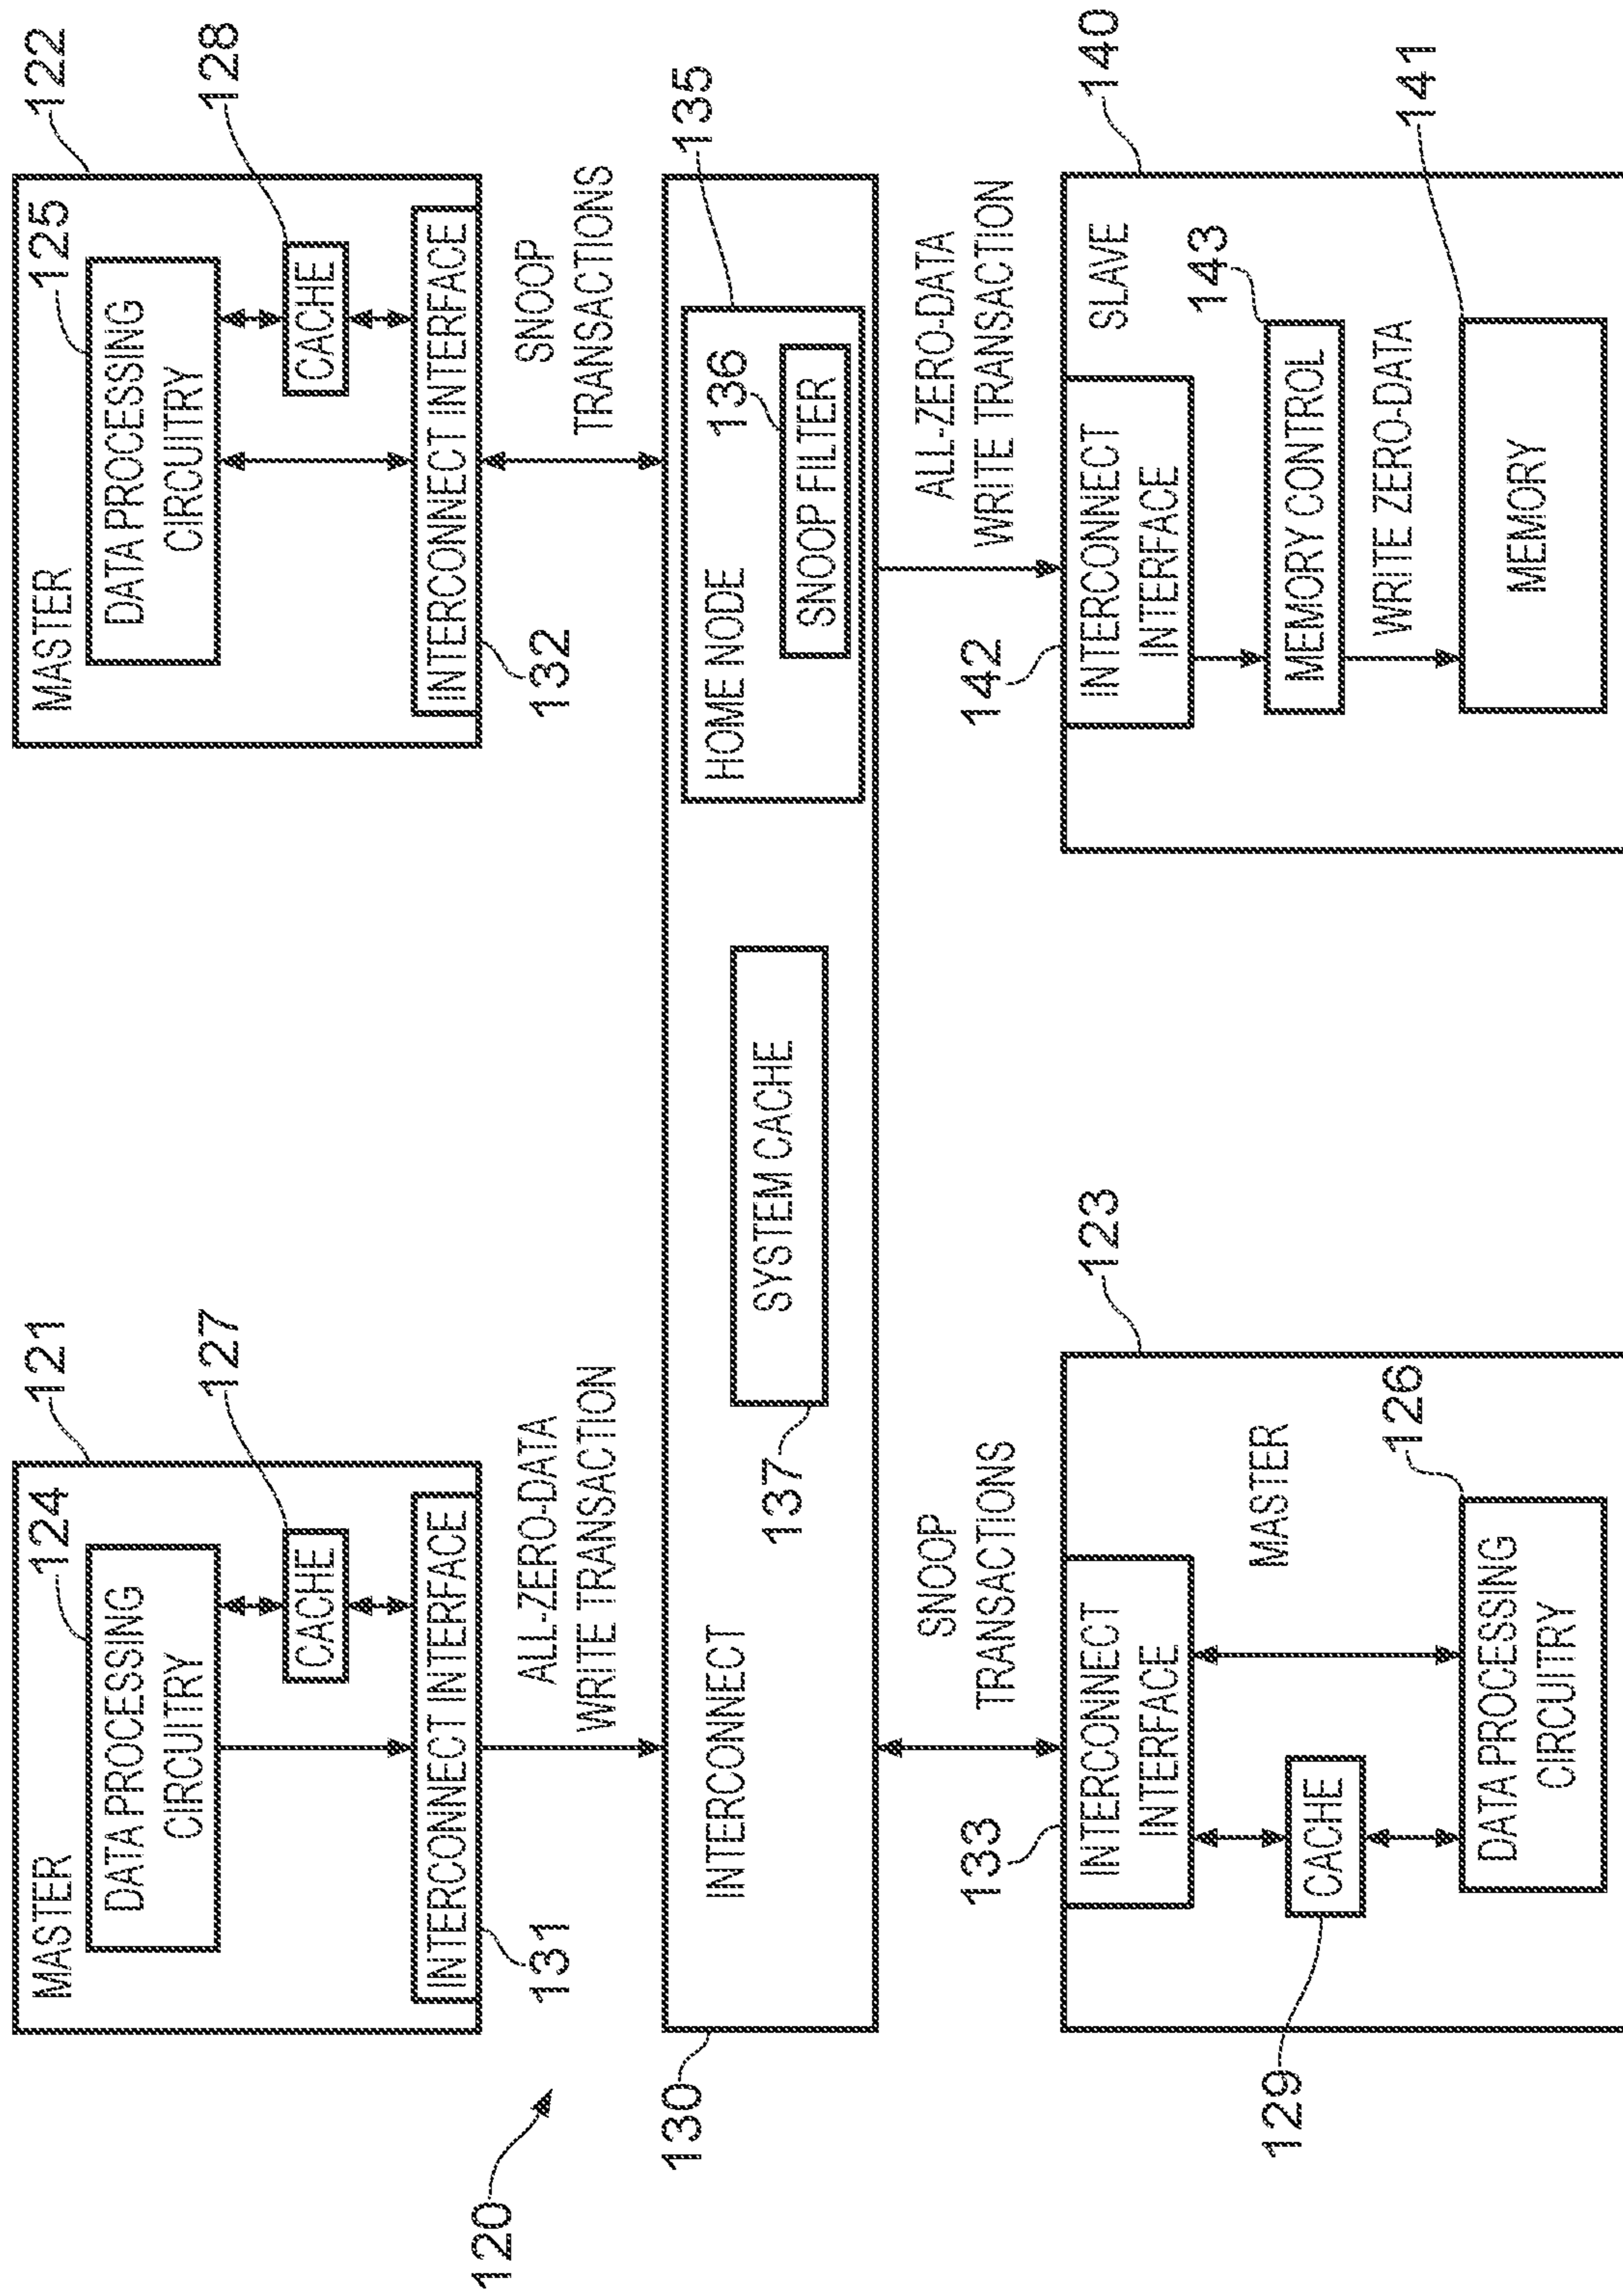 121
MASTER
124
DATA PROCESSING
CIRCUITRY
127
CACHE
INTERCONNECT INTERFACE
131
122
MASTER
125
DATA PROCESSING
CIRCUITRY
128
CACHE
INTERCONNECT INTERFACE
132
120
ALL-ZERO-DATA
WRITE TRANSACTION
SNOOP
TRANSACTIONS
130
INTERCONNECT
SYSTEM CACHE
137
HOME NODE
135
136
SNOOP FILTER
SNOOP
TRANSACTIONS
ALL-ZERO-DATA
WRITE TRANSACTION
123
133
INTERCONNECT
INTERFACE
MASTER
129
CACHE
126
DATA PROCESSING
CIRCUITRY
140
142
INTERCONNECT
INTERFACE
SLAVE
143
MEMORY CONTROL
WRITE ZERO-DATA
141
MEMORY